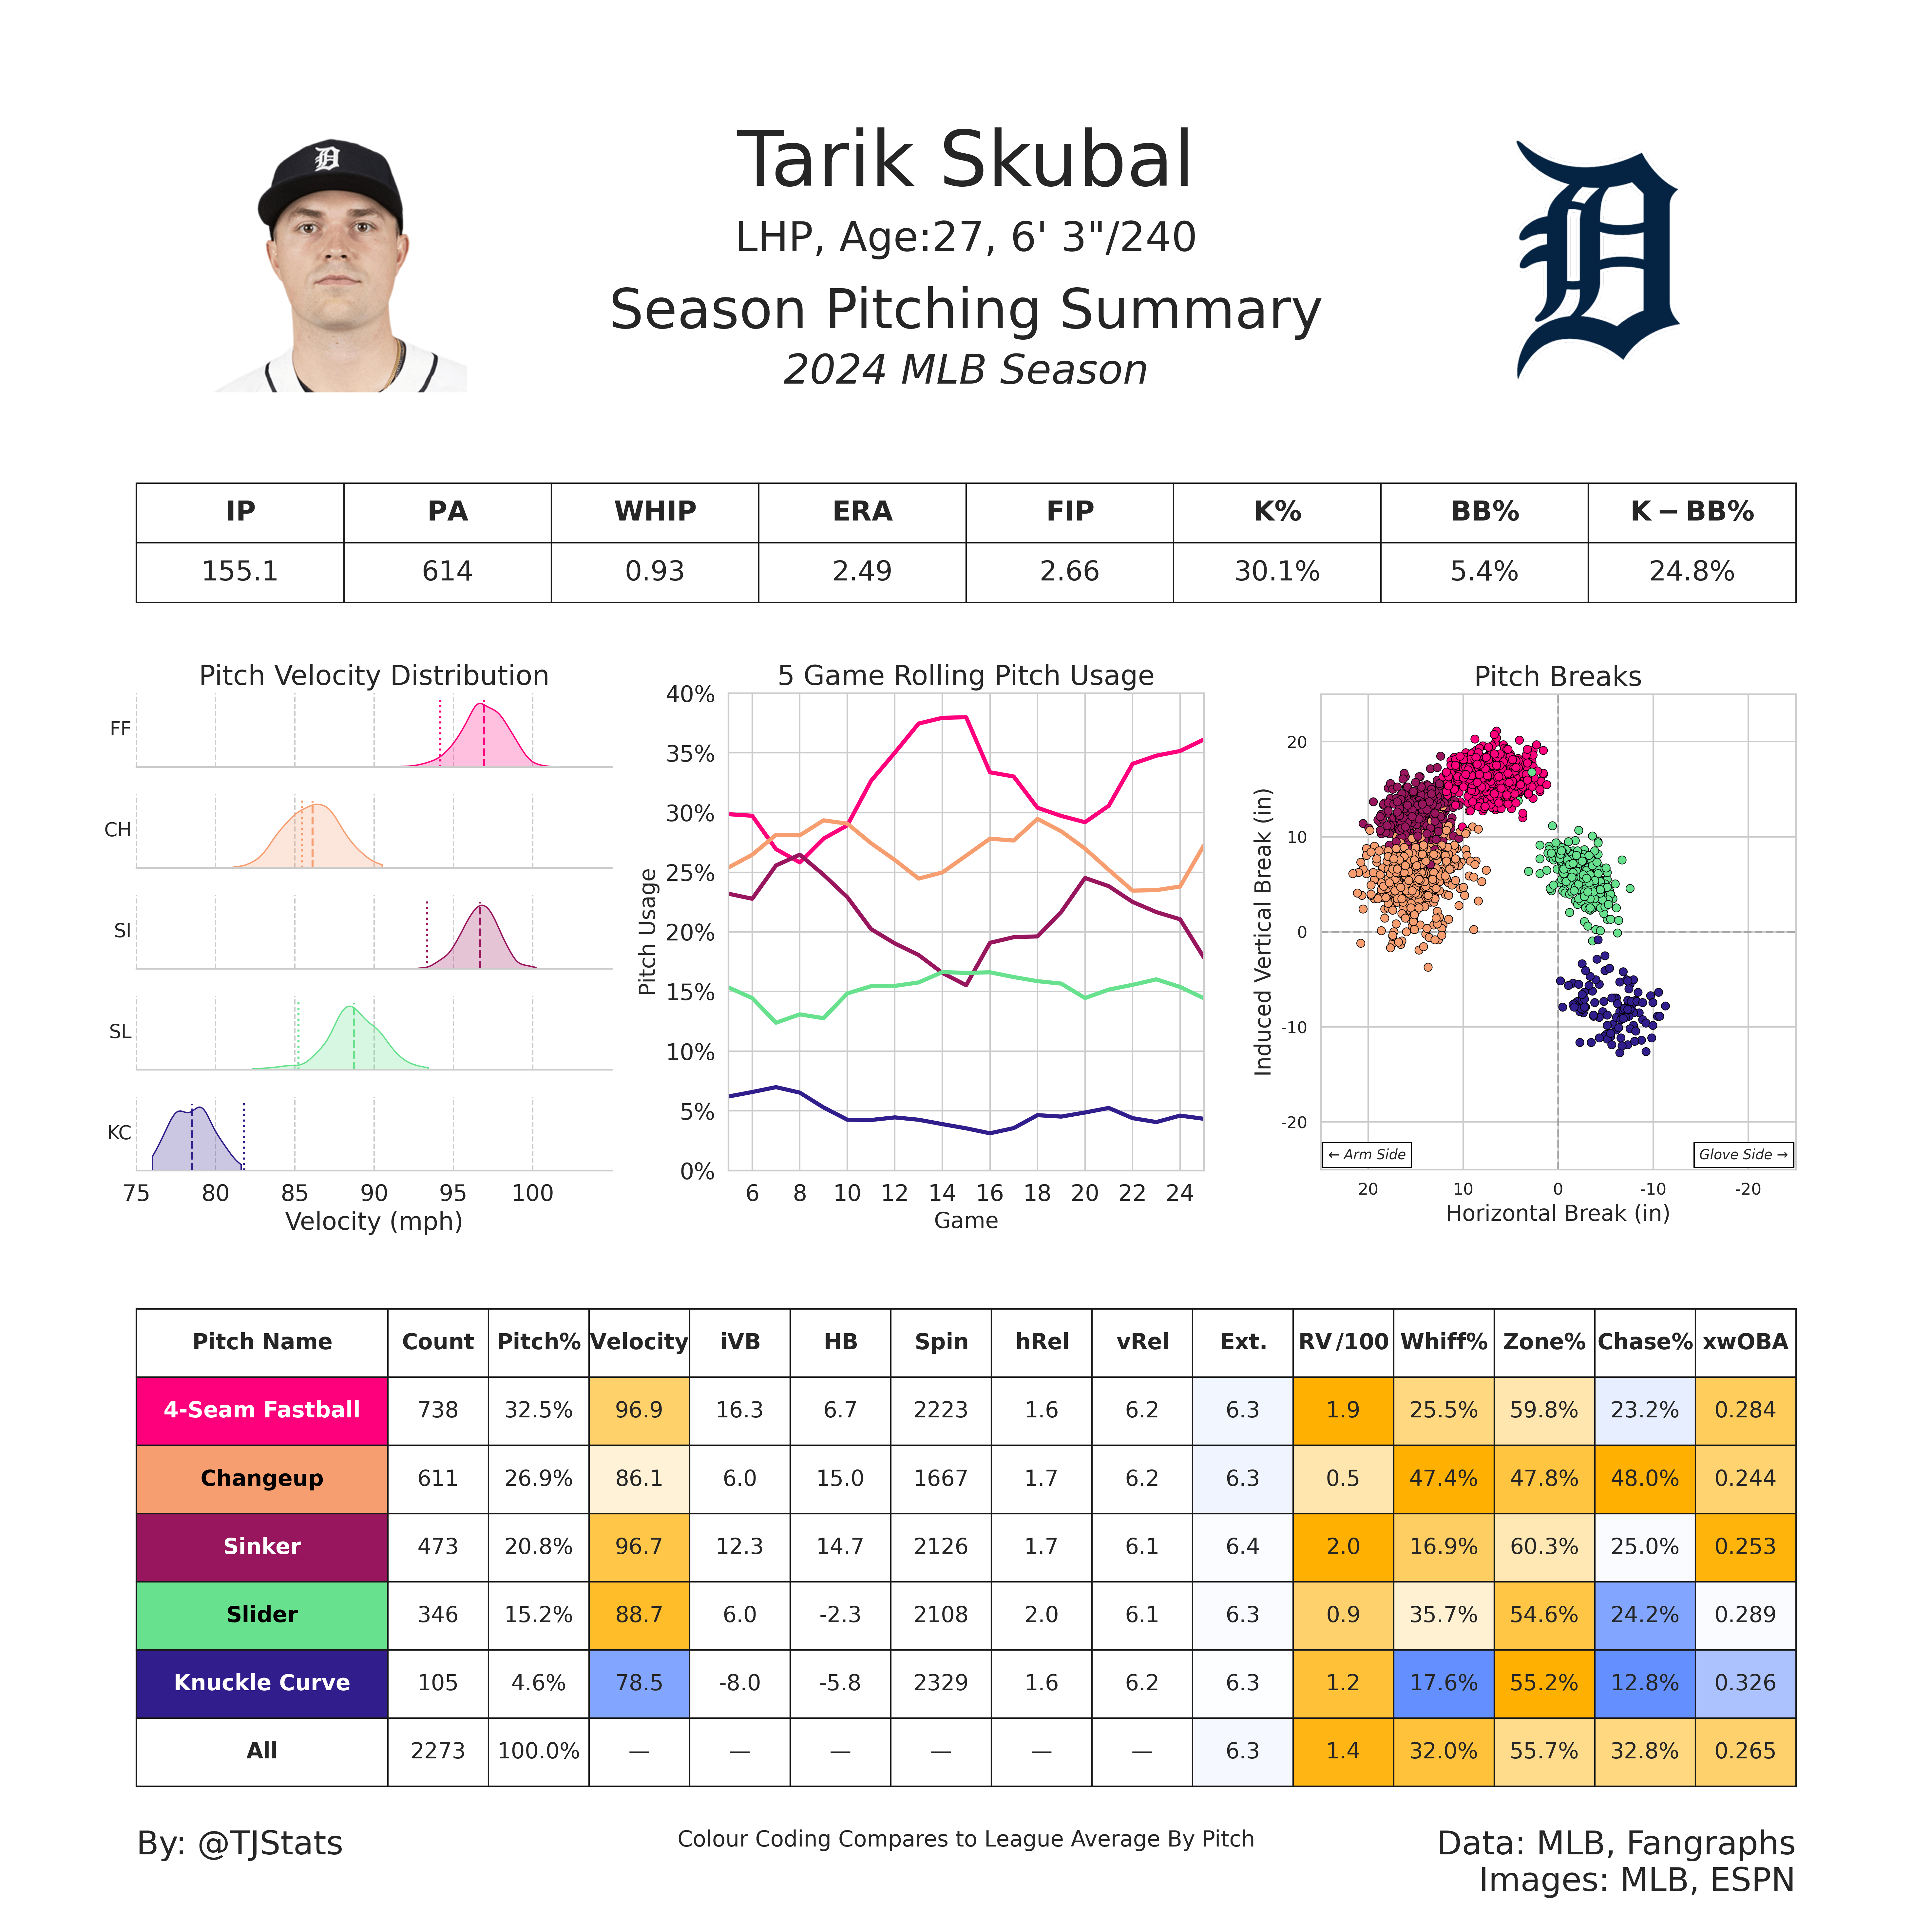 Tarik Skubal
LHP, Age:27, 6' 3"/240
Season Pitching Summary
2024 MLB Season
IP PA WHIP ERA FIP K% BB% K − BB%
155.1 614 0.93 2.49 2.66 30.1% 5.4% 24.8%
Pitch Velocity Distribution
FF
CH
SI
SL
KC
75 80 85 90 95 100
Velocity (mph)
5 Game Rolling Pitch Usage
Pitch Usage
40%
35%
30%
25%
20%
15%
10%
5%
0%
6 8 10 12 14 16 18 20 22 24
Game
Pitch Breaks
Induced Vertical Break (in)
20
10
0
-10
-20
← Arm Side
Glove Side →
20 10 0 -10 -20
Horizontal Break (in)
Pitch Name Count Pitch% Velocity iVB HB Spin hRel vRel Ext. RV/100 Whiff% Zone% Chase% xwOBA
4-Seam Fastball 738 32.5% 96.9 16.3 6.7 2223 1.6 6.2 6.3 1.9 25.5% 59.8% 23.2% 0.284
Changeup 611 26.9% 86.1 6.0 15.0 1667 1.7 6.2 6.3 0.5 47.4% 47.8% 48.0% 0.244
Sinker 473 20.8% 96.7 12.3 14.7 2126 1.7 6.1 6.4 2.0 16.9% 60.3% 25.0% 0.253
Slider 346 15.2% 88.7 6.0 -2.3 2108 2.0 6.1 6.3 0.9 35.7% 54.6% 24.2% 0.289
Knuckle Curve 105 4.6% 78.5 -8.0 -5.8 2329 1.6 6.2 6.3 1.2 17.6% 55.2% 12.8% 0.326
All 2273 100.0% — — — — — — 6.3 1.4 32.0% 55.7% 32.8% 0.265
By: @TJStats
Colour Coding Compares to League Average By Pitch
Data: MLB, Fangraphs
Images: MLB, ESPN